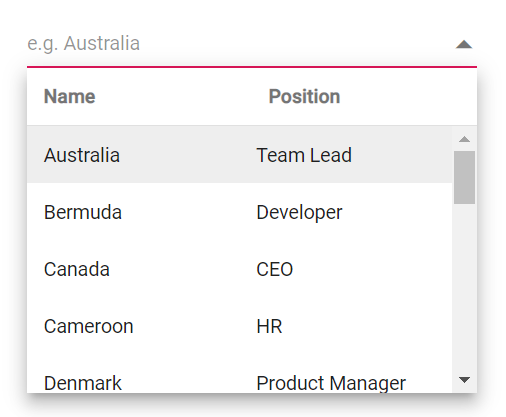 e.g. Australia
Name Position
Australia Team Lead
Bermuda Developer
Canada CEO
Cameroon HR
Denmark Product Manager